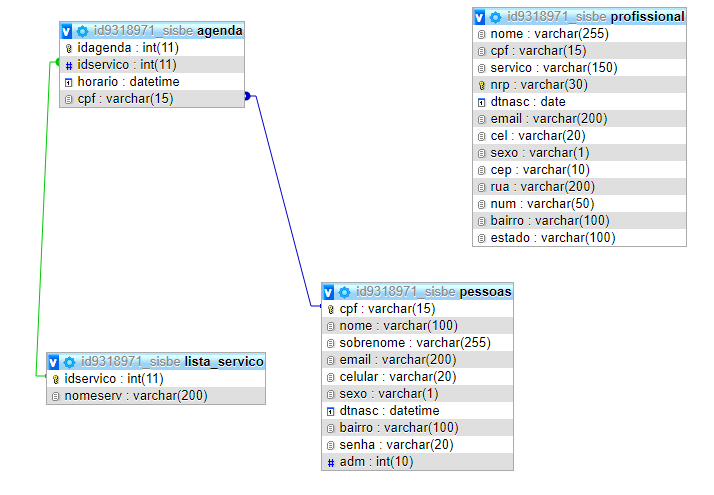 id9318971_sisbe agenda
idagenda : int(11)
idservico : int(11)
horario : datetime
cpf : varchar(15)
id9318971_sisbe profissional
nome : varchar(255)
cpf : varchar(15)
servico : varchar(150)
nrp : varchar(30)
dtnasc : date
email : varchar(200)
cel : varchar(20)
sexo : varchar(1)
cep : varchar(10)
rua : varchar(200)
num : varchar(50)
bairro : varchar(100)
estado : varchar(100)
id9318971_sisbe pessoas
cpf : varchar(15)
nome : varchar(100)
sobrenome : varchar(255)
email : varchar(200)
celular : varchar(20)
sexo : varchar(1)
dtnasc : datetime
bairro : varchar(100)
senha : varchar(20)
adm : int(10)
id9318971_sisbe lista_servico
idservico : int(11)
nomeserv : varchar(200)